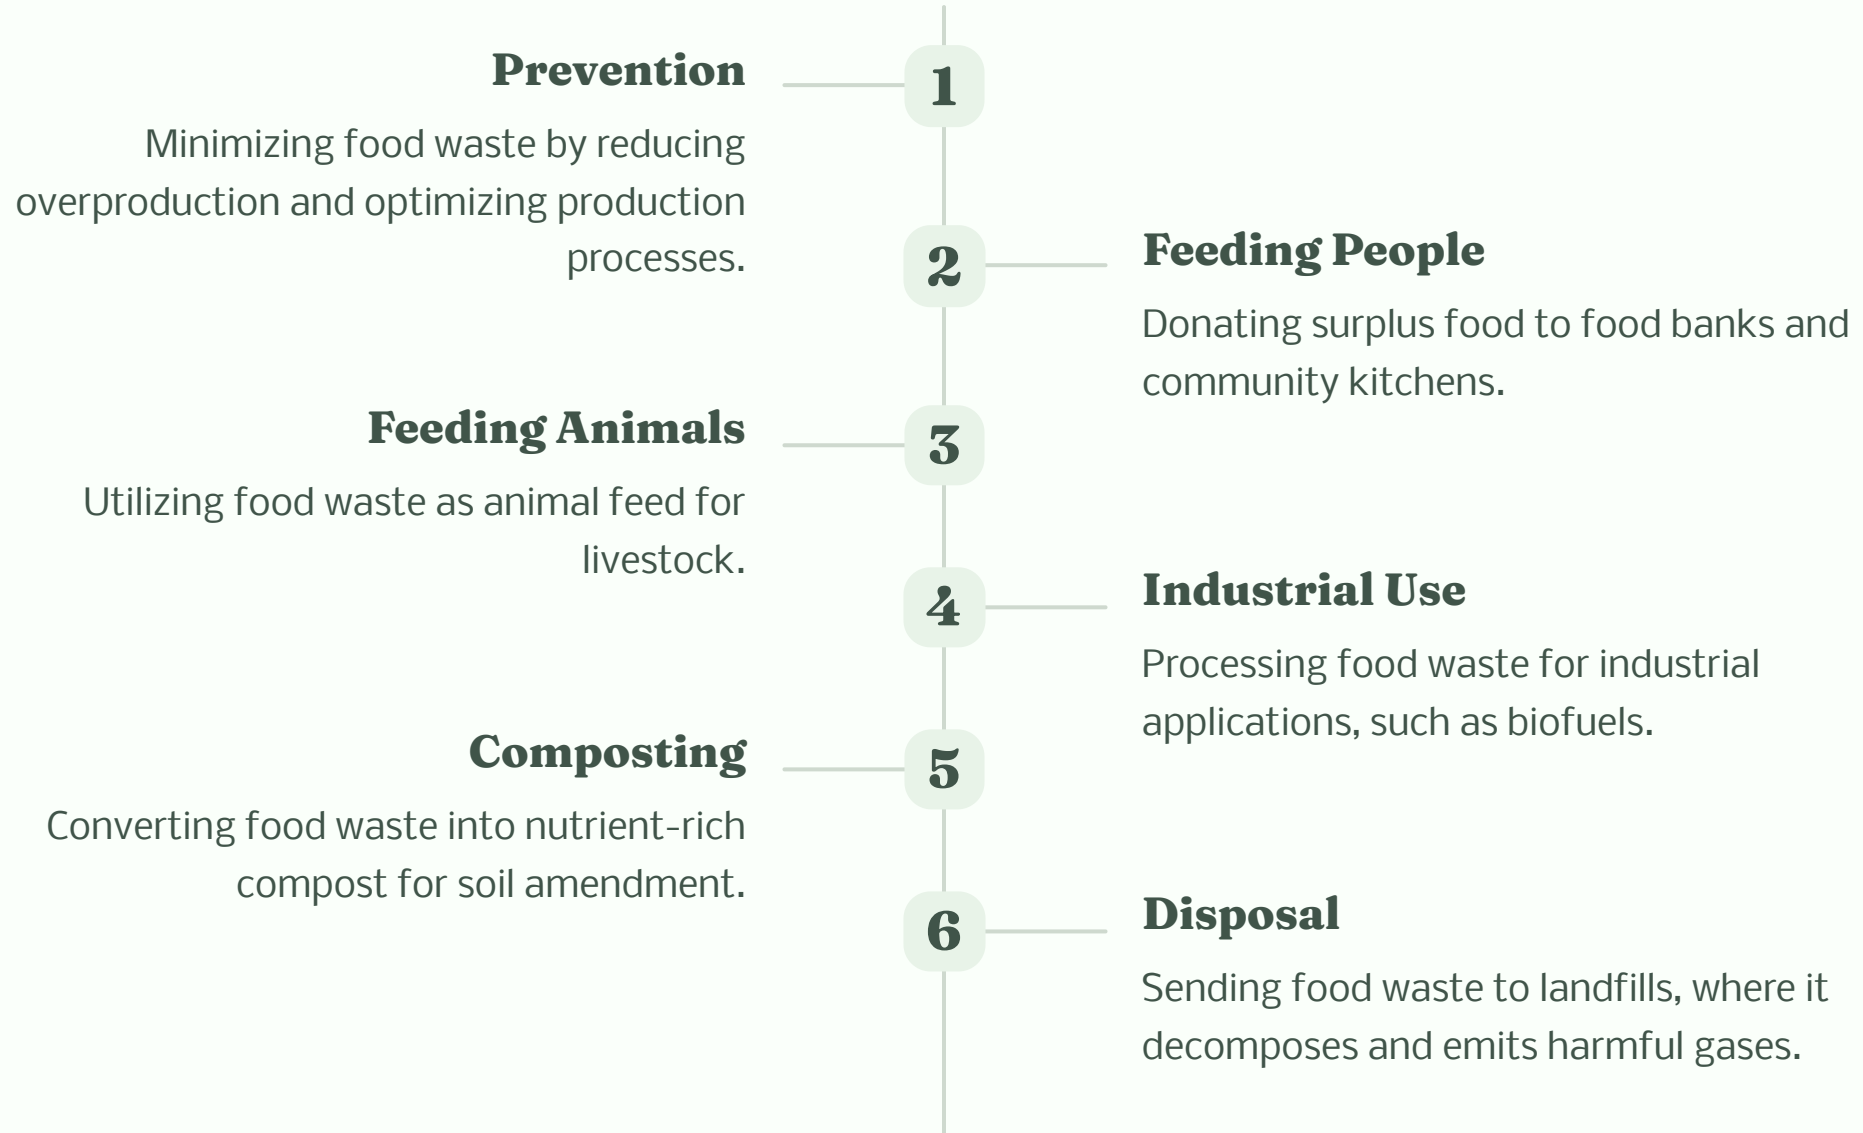 1
Prevention
Minimizing food waste by reducing
overproduction and optimizing production
processes.
2
Feeding People
Donating surplus food to food banks and
community kitchens.
3
Feeding Animals
Utilizing food waste as animal feed for
livestock.
4
Industrial Use
Processing food waste for industrial
applications, such as biofuels.
5
Composting
Converting food waste into nutrient-rich
compost for soil amendment.
6
Disposal
Sending food waste to landfills, where it
decomposes and emits harmful gases.